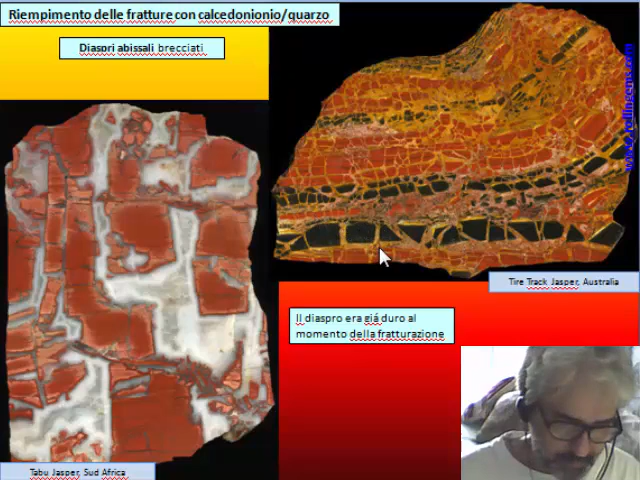 Riempimento delle fratture con calcedonionio/quarzo
Diaspri abissali brecciati
Tire Track Jasper, Australia
Il diaspro era giá duro al
momento della fratturazione
Tabu Jasper, Sud Africa